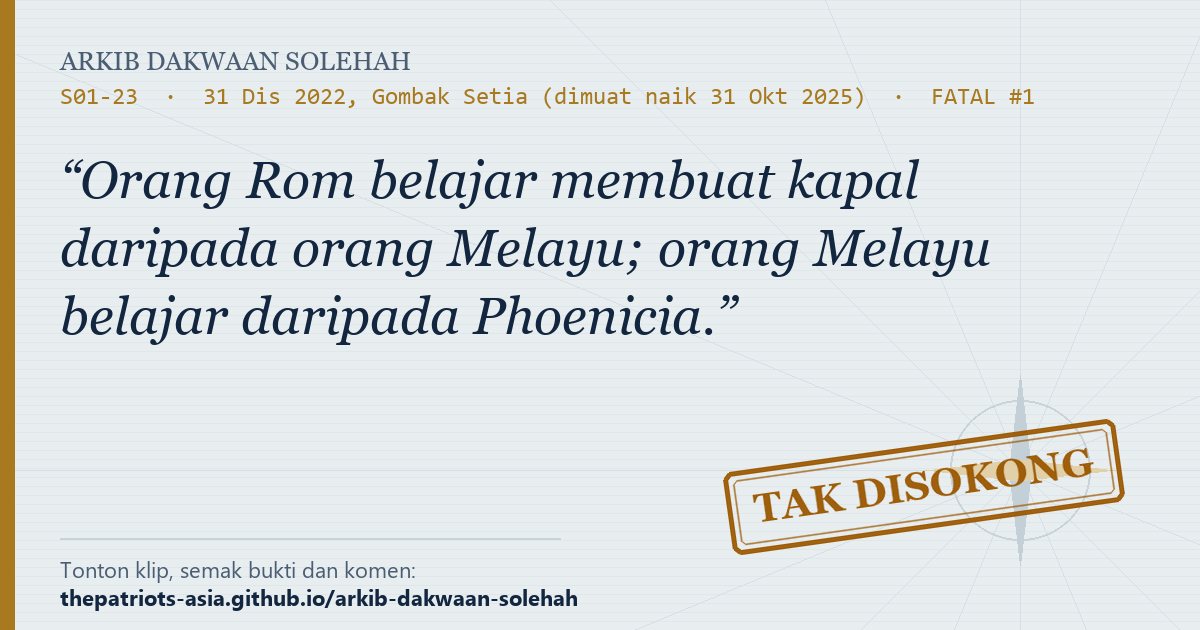 ARKIB DAKWAAN SOLEHAH
S01-23 · 31 Dis 2022, Gombak Setia (dimuat naik 31 Okt 2025) · FATAL #1
“Orang Rom belajar membuat kapal
daripada orang Melayu; orang Melayu
belajar daripada Phoenicia.”
TAK DISOKONG
Tonton klip, semak bukti dan komen:
thepatriots-asia.github.io/arkib-dakwaan-solehah